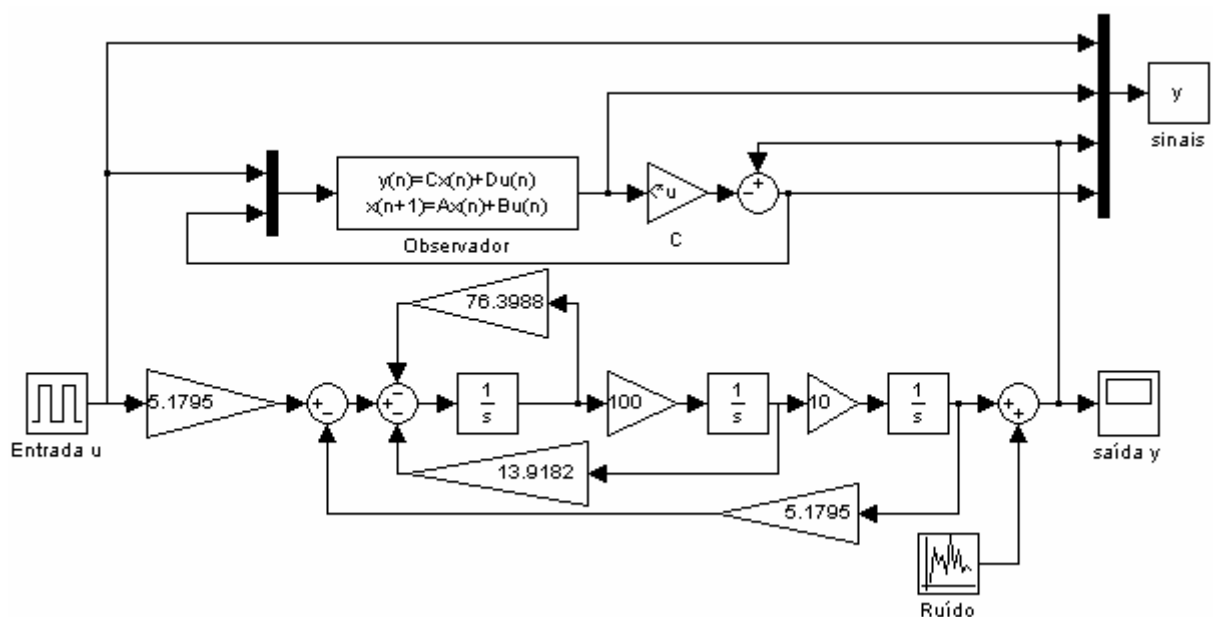 y
sinais
y(n)=Cx(n)+Du(n)
x(n+1)=Ax(n)+Bu(n)
Observador
u
C
+
−
76.3988
Entrada u
5.1795
+
−
−
−
+
1
s
100
1
s
10
1
s
+
+
saída y
13.9182
5.1795
Ruído